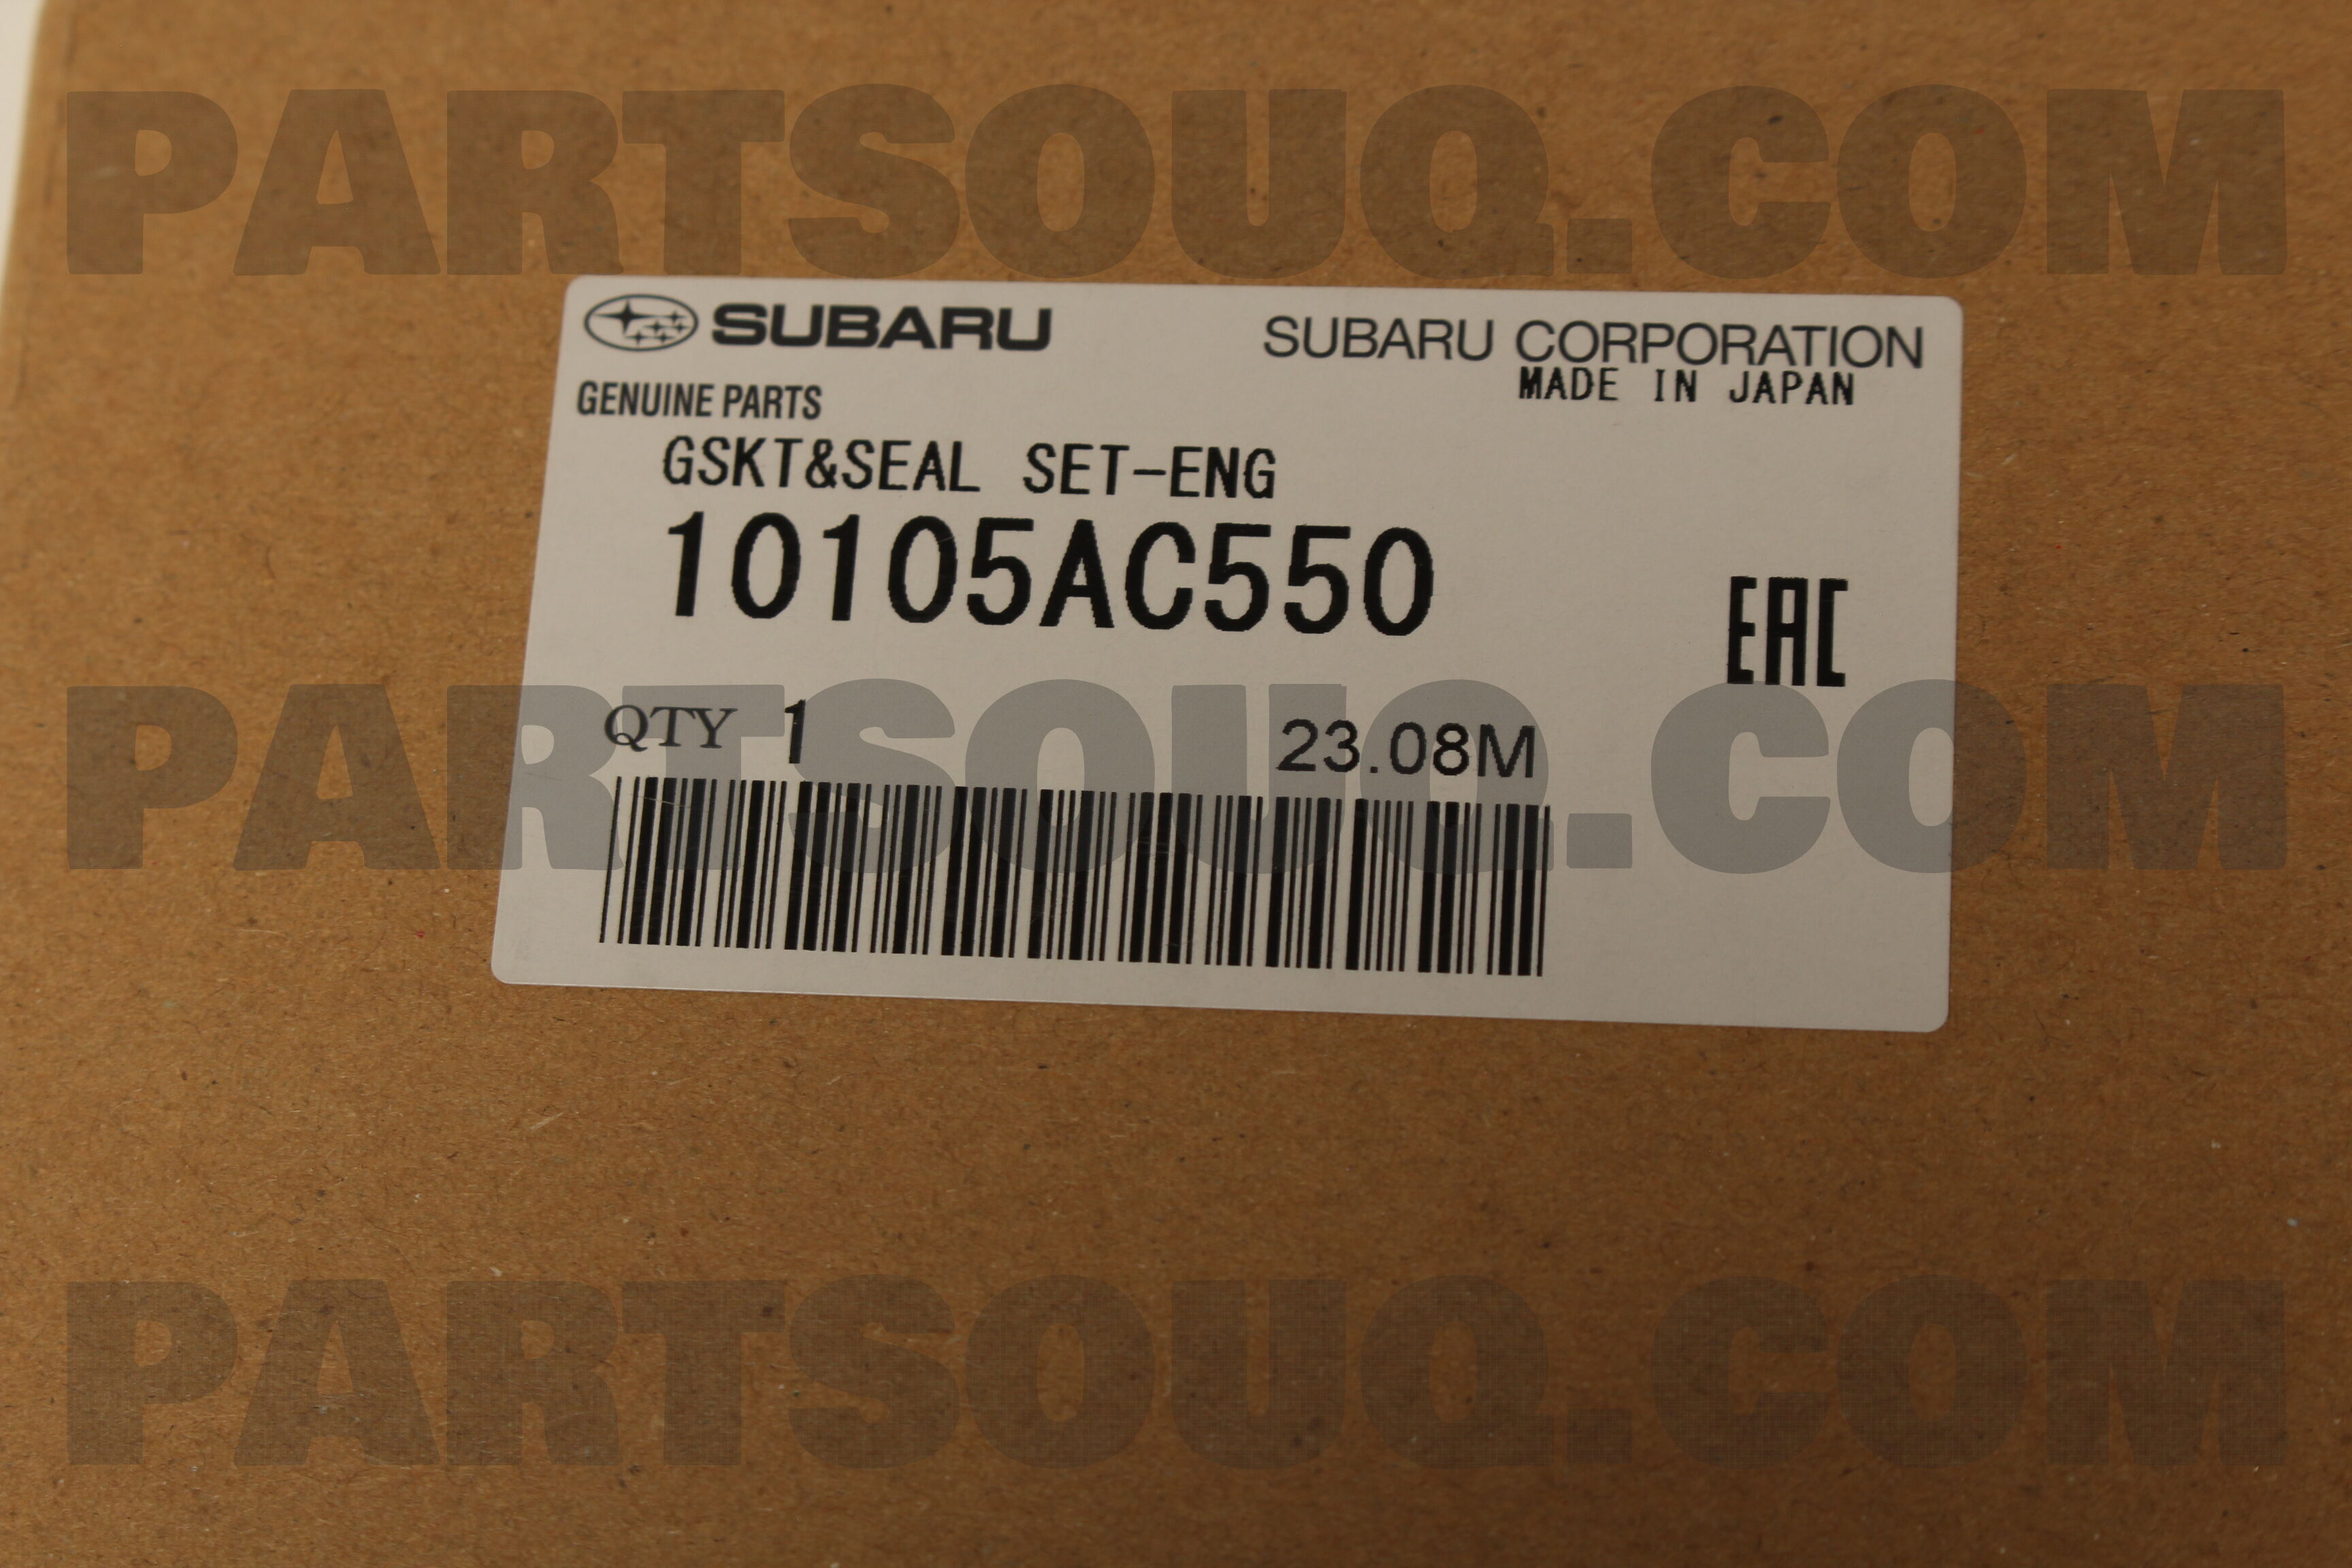 PARTSOUQ.COM
SUBARU
SUBARU CORPORATION
MADE IN JAPAN
GENUINE PARTS
GSKT&SEAL SET-ENG
10105AC550
EAC
QTY 1
23.08M
PARTSOUQ.COM
PARTSOUQ.COM